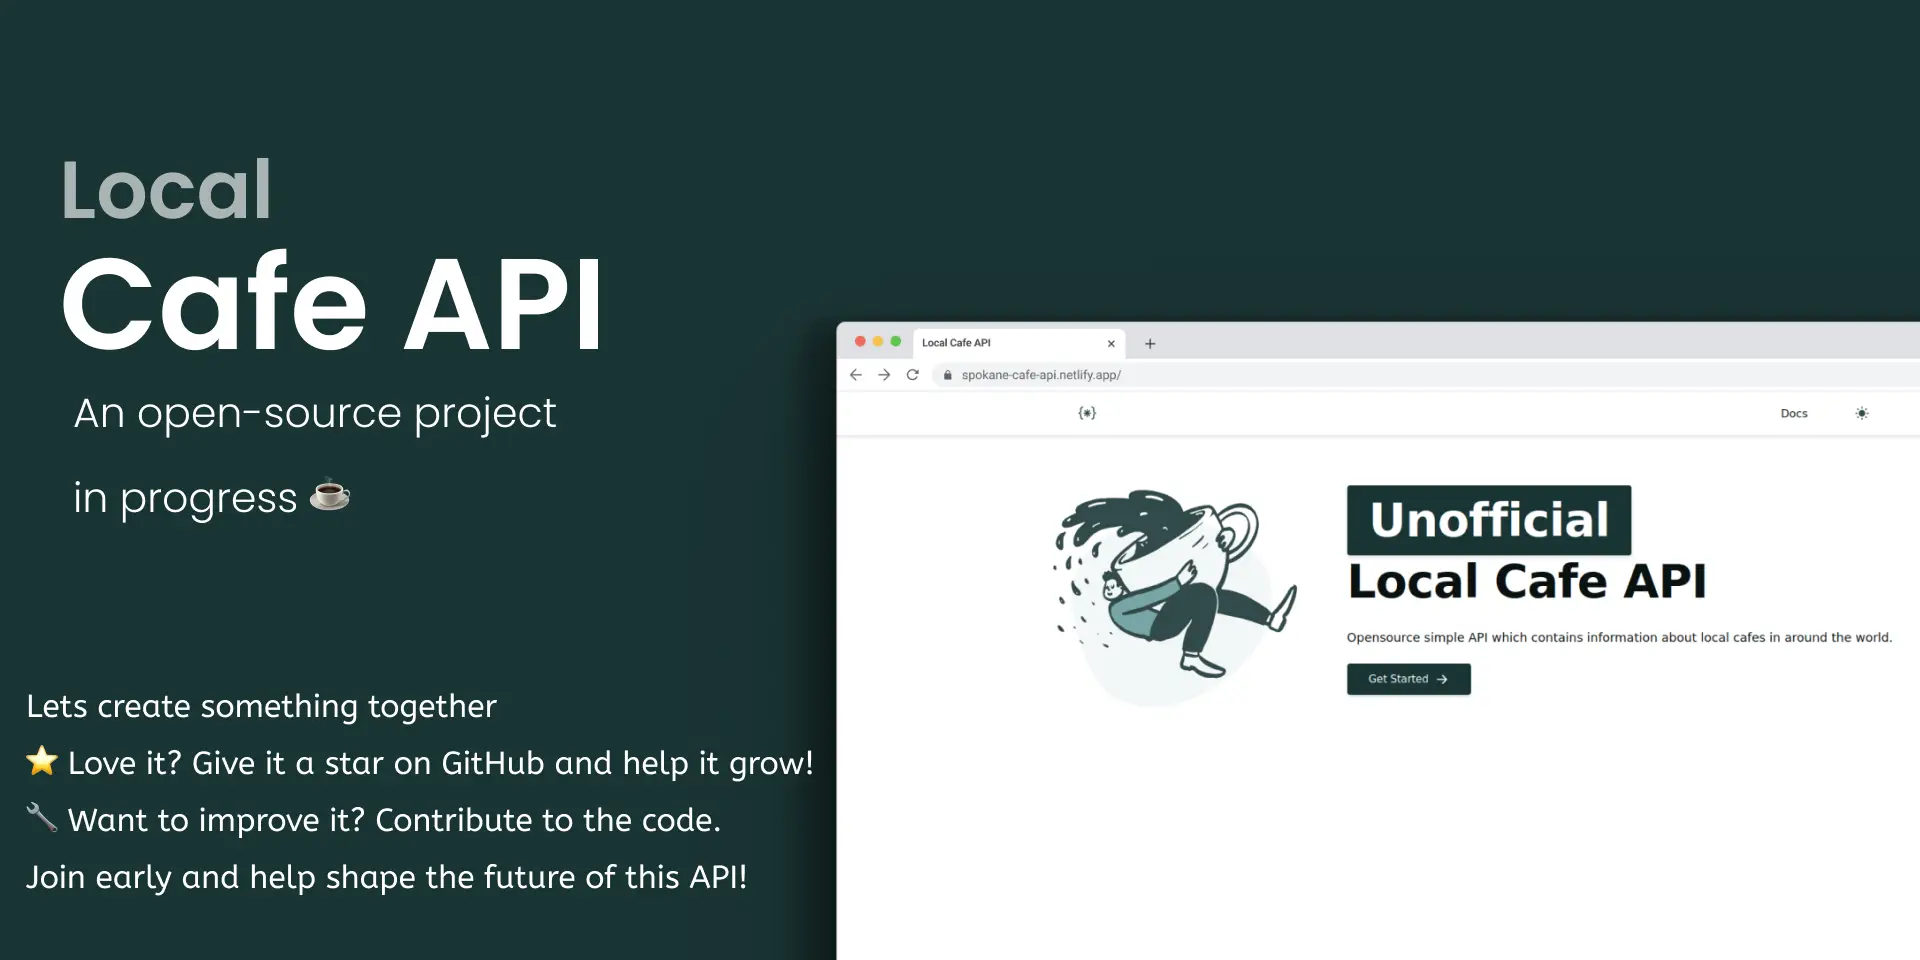 Local
Cafe API
An open-source project
in progress ☕
Lets create something together
⭐ Love it? Give it a star on GitHub and help it grow!
🔧 Want to improve it? Contribute to the code.
Join early and help shape the future of this API!
Local Cafe API
spokane-cafe-api.netlify.app/
{*}
Docs
Unofficial
Local Cafe API
Opensource simple API which contains information about local cafes in around the world.
Get Started →